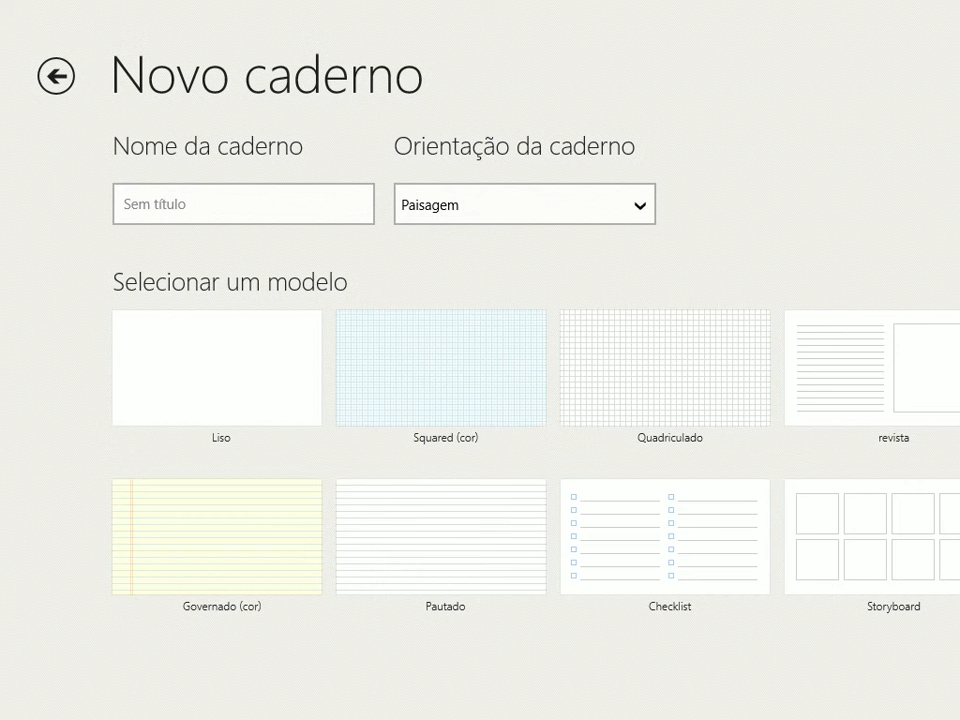 Novo caderno
Nome da caderno
Orientação da caderno
Sem título
Paisagem
Selecionar um modelo
Liso
Squared (cor)
Quadriculado
revista
Governado (cor)
Pautado
Checklist
Storyboard